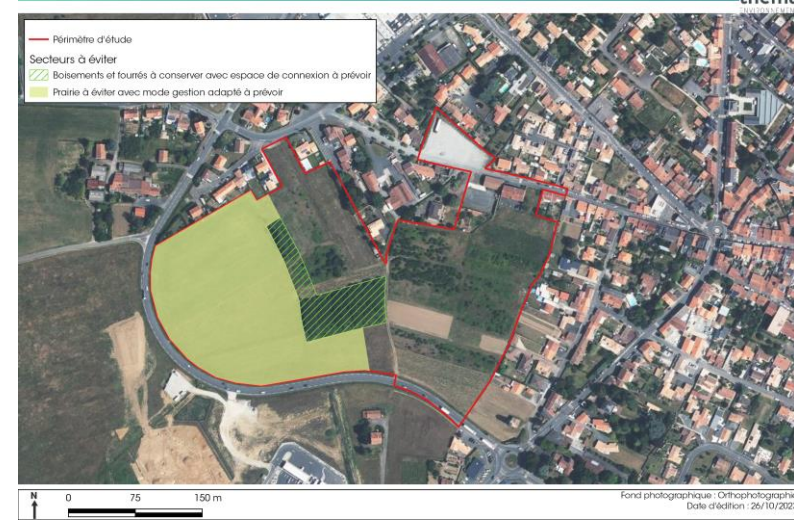 ENVIRONNEMENT
Périmètre d'étude
Secteurs à éviter
Boisements et fourrés à conserver avec espace de connexion à prévoir
Prairie à éviter avec mode gestion adapté à prévoir
N
0 75 150 m
Fond photographique : Orthophotographie
Date d'édition : 26/10/202